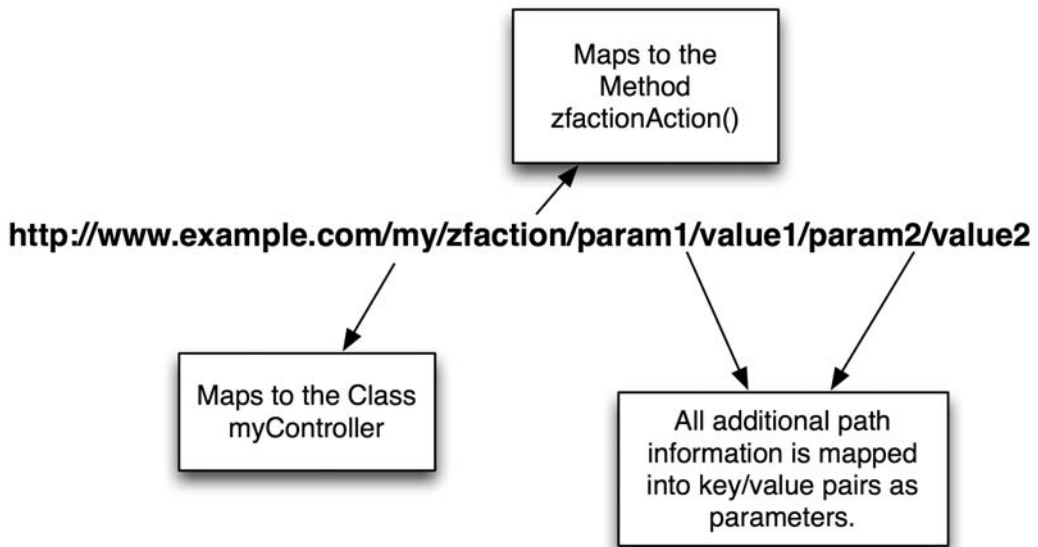 Maps to the
Method
zfactionAction()
http://www.example.com/my/zfaction/param1/value1/param2/value2
Maps to the Class
myController
All additional path
information is mapped
into key/value pairs as
parameters.